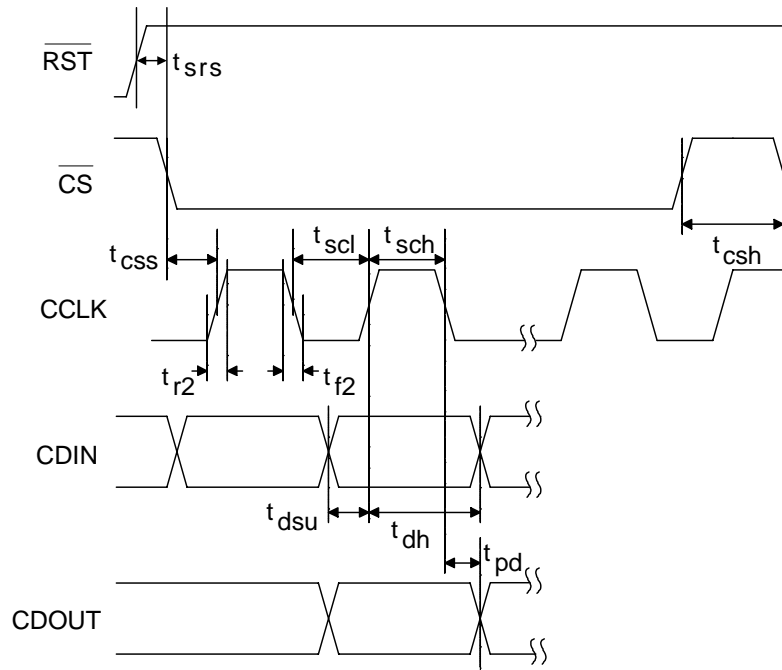 RST
t srs
CS
t css
t scl
t sch
t csh
CCLK
t r2
t f2
CDIN
t dsu
t dh
t pd
CDOUT